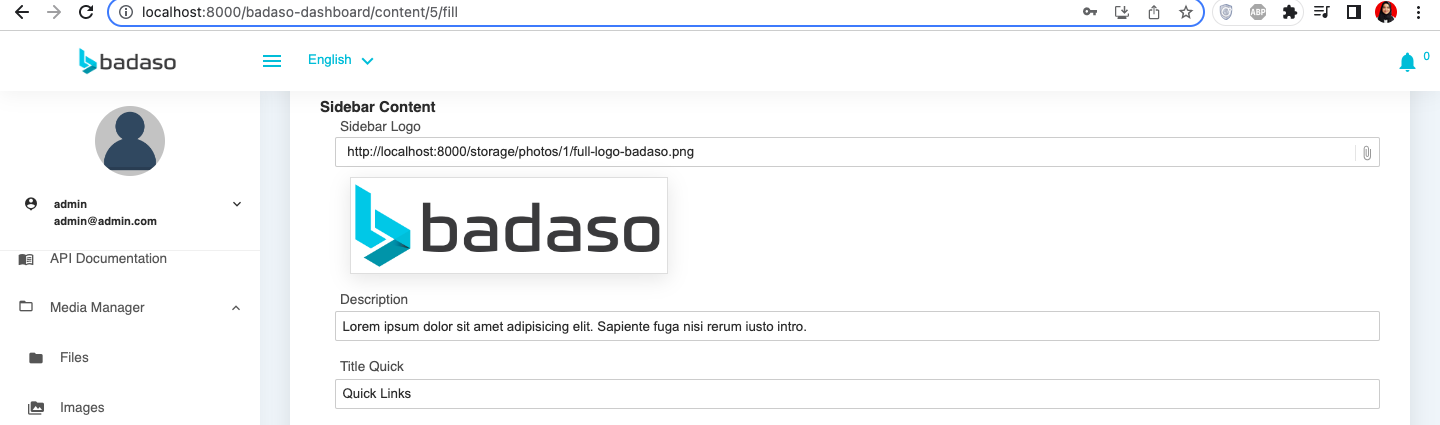 localhost:8000/badaso-dashboard/content/5/fill
ABP
badaso
English
0
Sidebar Content
Sidebar Logo
http://localhost:8000/storage/photos/1/full-logo-badaso.png
badaso
admin
admin@admin.com
API Documentation
Media Manager
Files
Images
Description
Lorem ipsum dolor sit amet adipisicing elit. Sapiente fuga nisi rerum iusto intro.
Title Quick
Quick Links